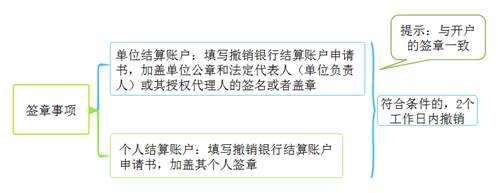 签章事项
单位结算账户：填写撤销银行结算账户申请
书，加盖单位公章和法定代表人（单位负责
人）或其授权代理人的签名或者盖章
个人结算账户：填写撤销银行结算账户
申请书，加盖其个人签章
提示：与开户
的签章一致
符合条件的，2个
工作日内撤销